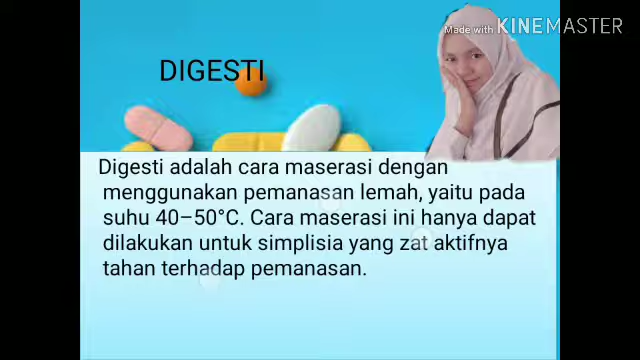 Made with KINEMASTER
DIGESTI
Digesti adalah cara maserasi dengan
menggunakan pemanasan lemah, yaitu pada
suhu 40–50°C. Cara maserasi ini hanya dapat
dilakukan untuk simplisia yang zat aktifnya
tahan terhadap pemanasan.